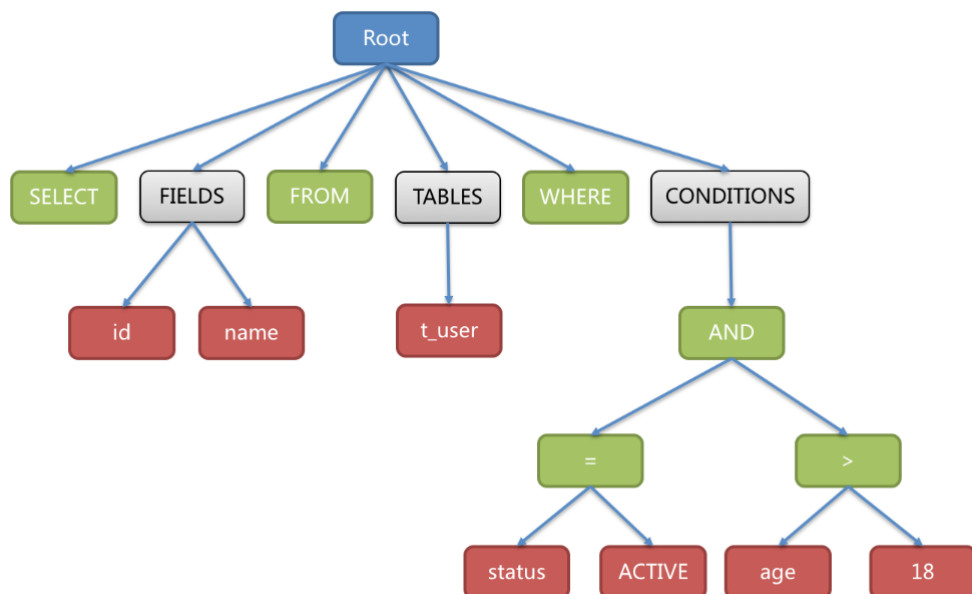 Root
SELECT
FIELDS
FROM
TABLES
WHERE
CONDITIONS
id
name
t_user
AND
=
>
status
ACTIVE
age
18